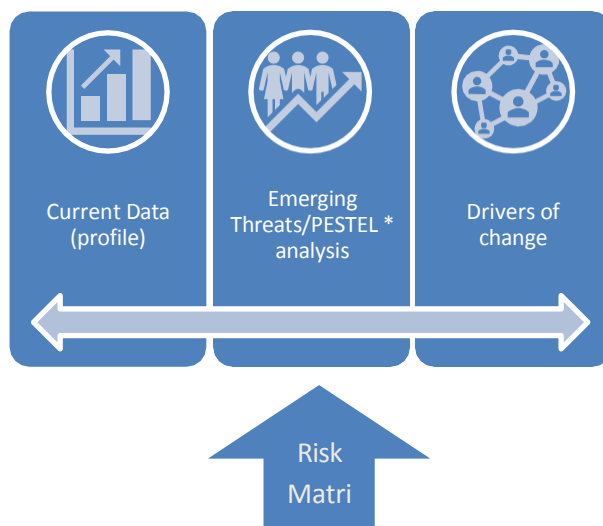 Current Data
(profile)
Emerging
Threats/PESTEL *
analysis
Drivers of
change
Risk
Matri